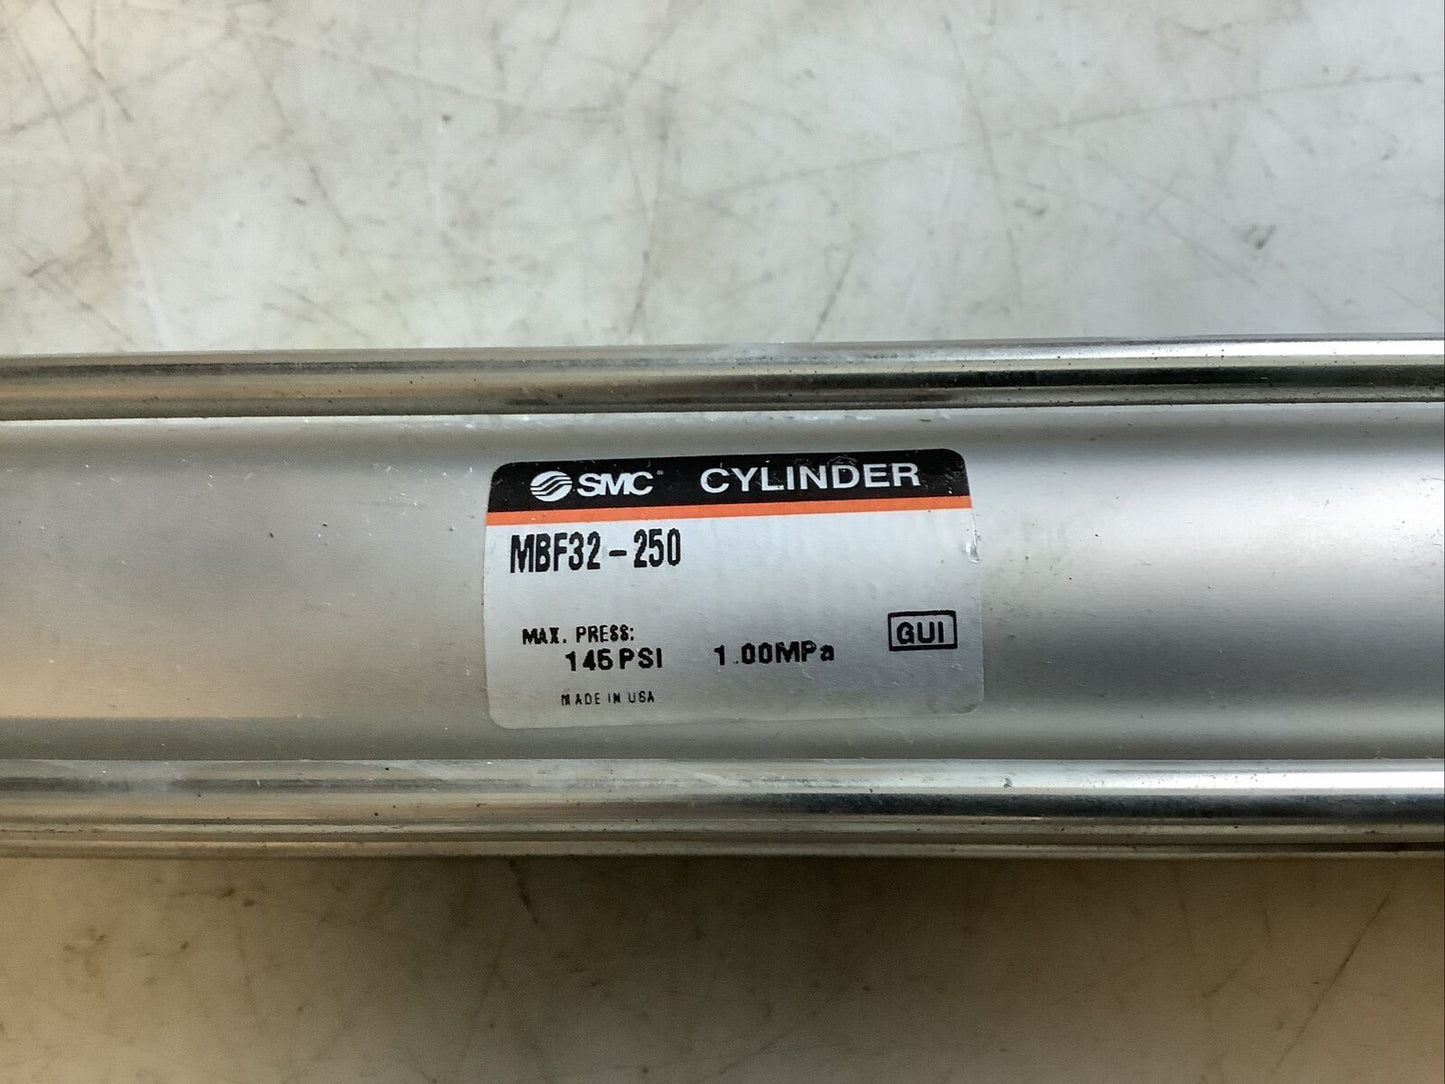 SMC CYLINDER
MBF32-250
MAX. PRESS:
145PSI 1.00MPa
GUI
MADE IN USA